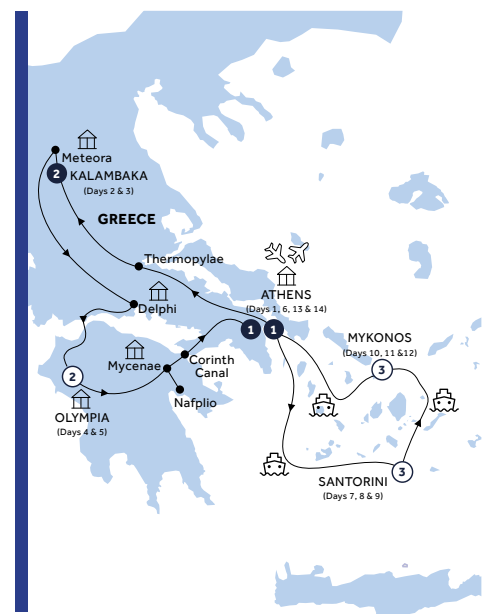 Meteora
2
KALAMBAKA
(Days 2 & 3)
GREECE
Thermopylae
ATHENS
(Days 1, 6, 13 & 14)
Delphi
1
1
MYKONOS
(Days 10, 11 &12)
Corinth
Canal
Mycenae
2
3
Nafplio
OLYMPIA
(Days 4 & 5)
3
SANTORINI
(Days 7, 8 & 9)